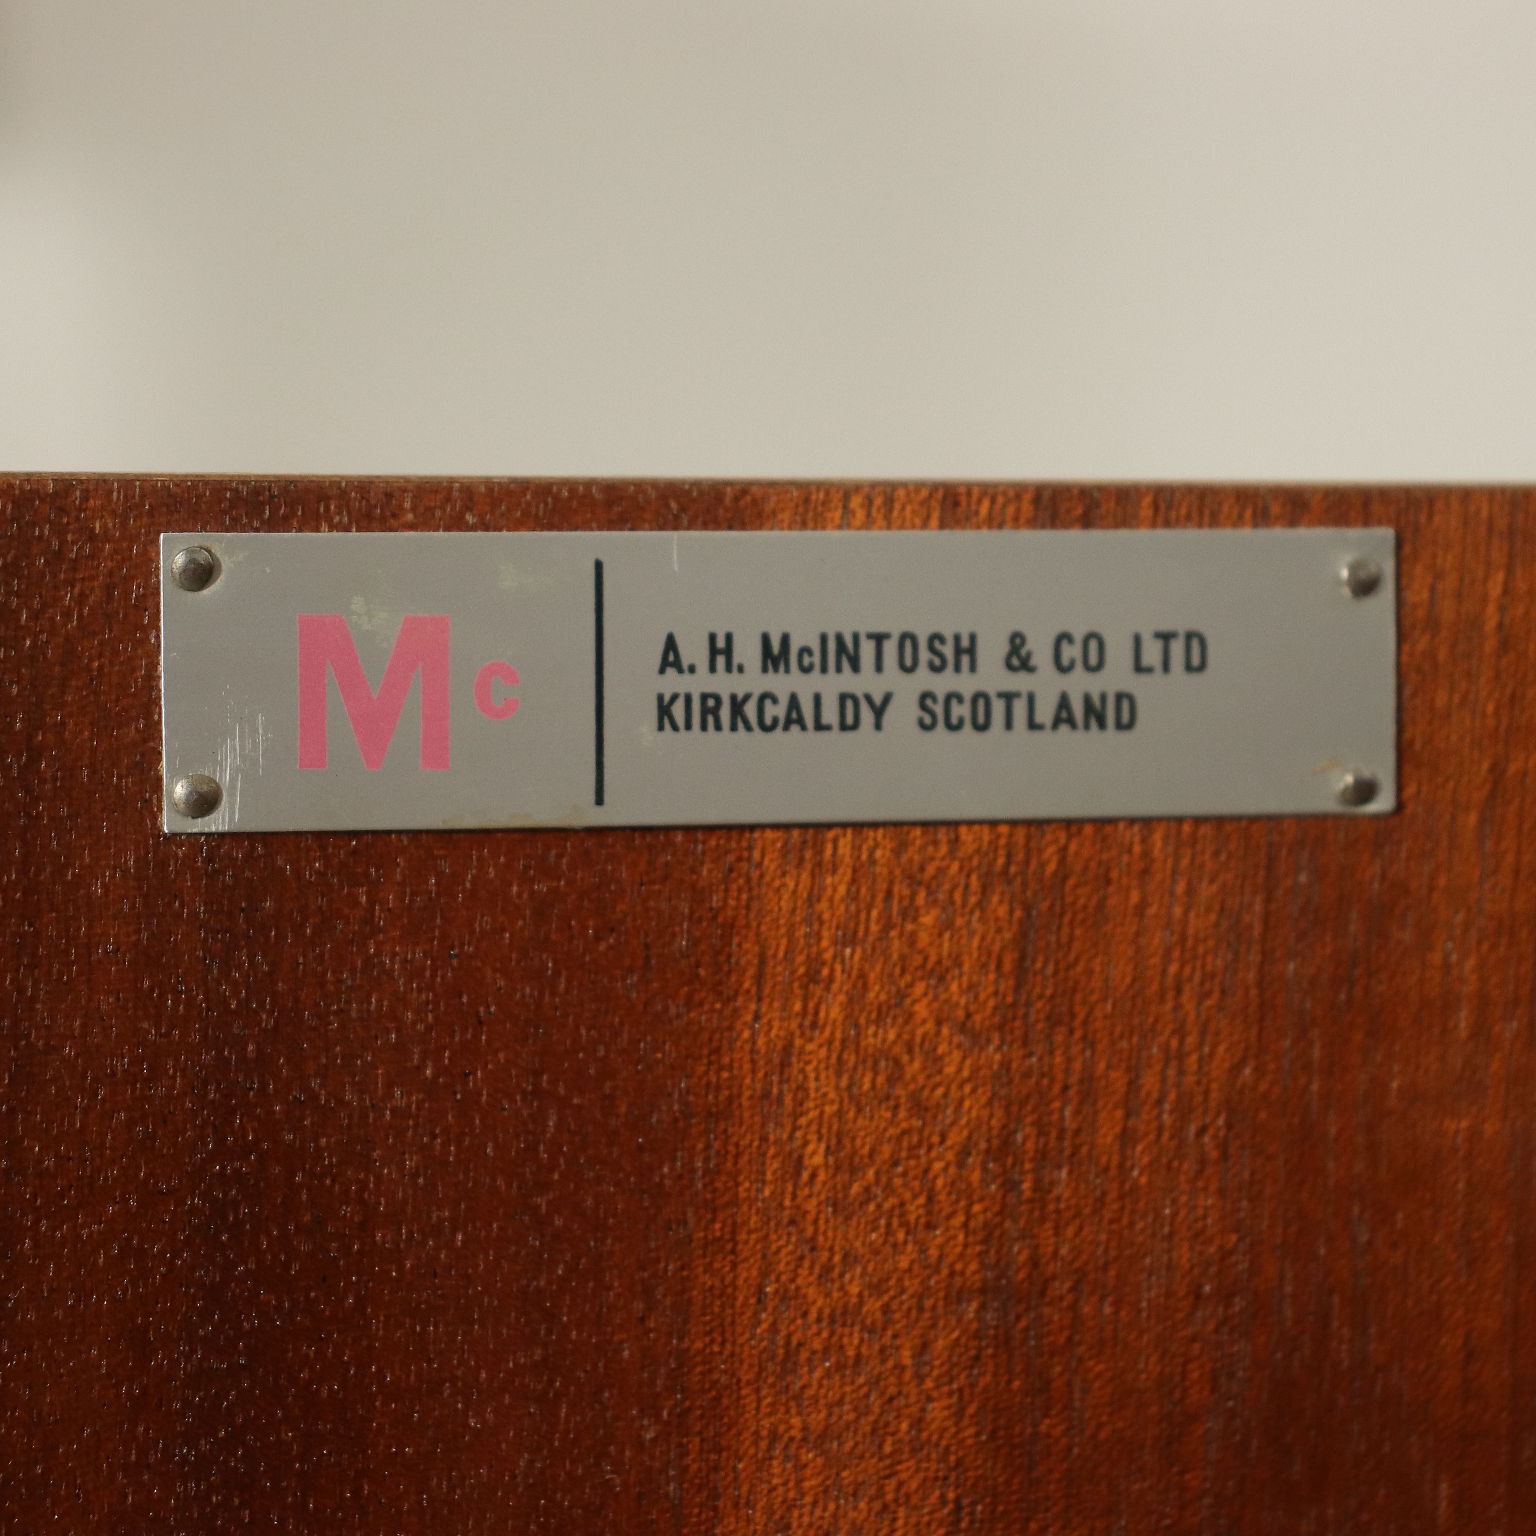 Mc
A. H. McINTOSH & CO LTD
KIRKCALDY SCOTLAND